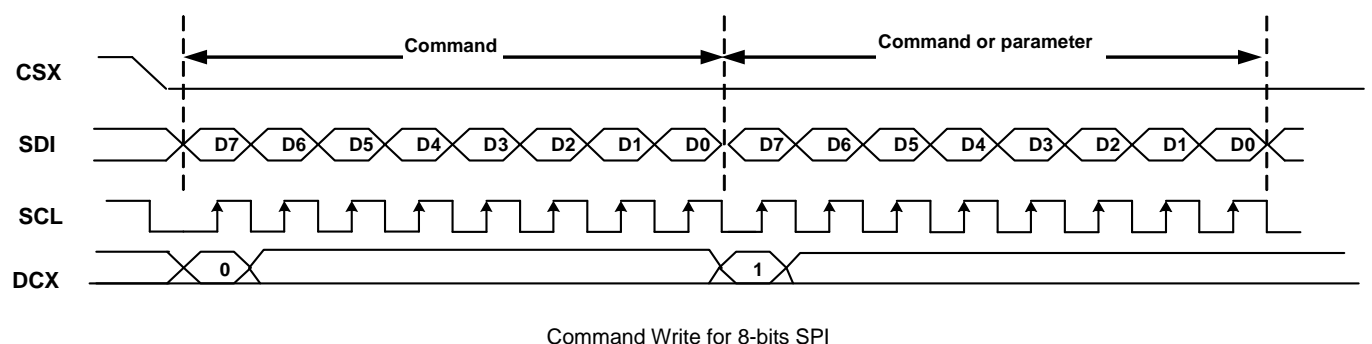 Command
Command or parameter
CSX
SDI D7 D6 D5 D4 D3 D2 D1 D0 D7 D6 D5 D4 D3 D2 D1 D0
SCL
DCX 0 1
Command Write for 8-bits SPI